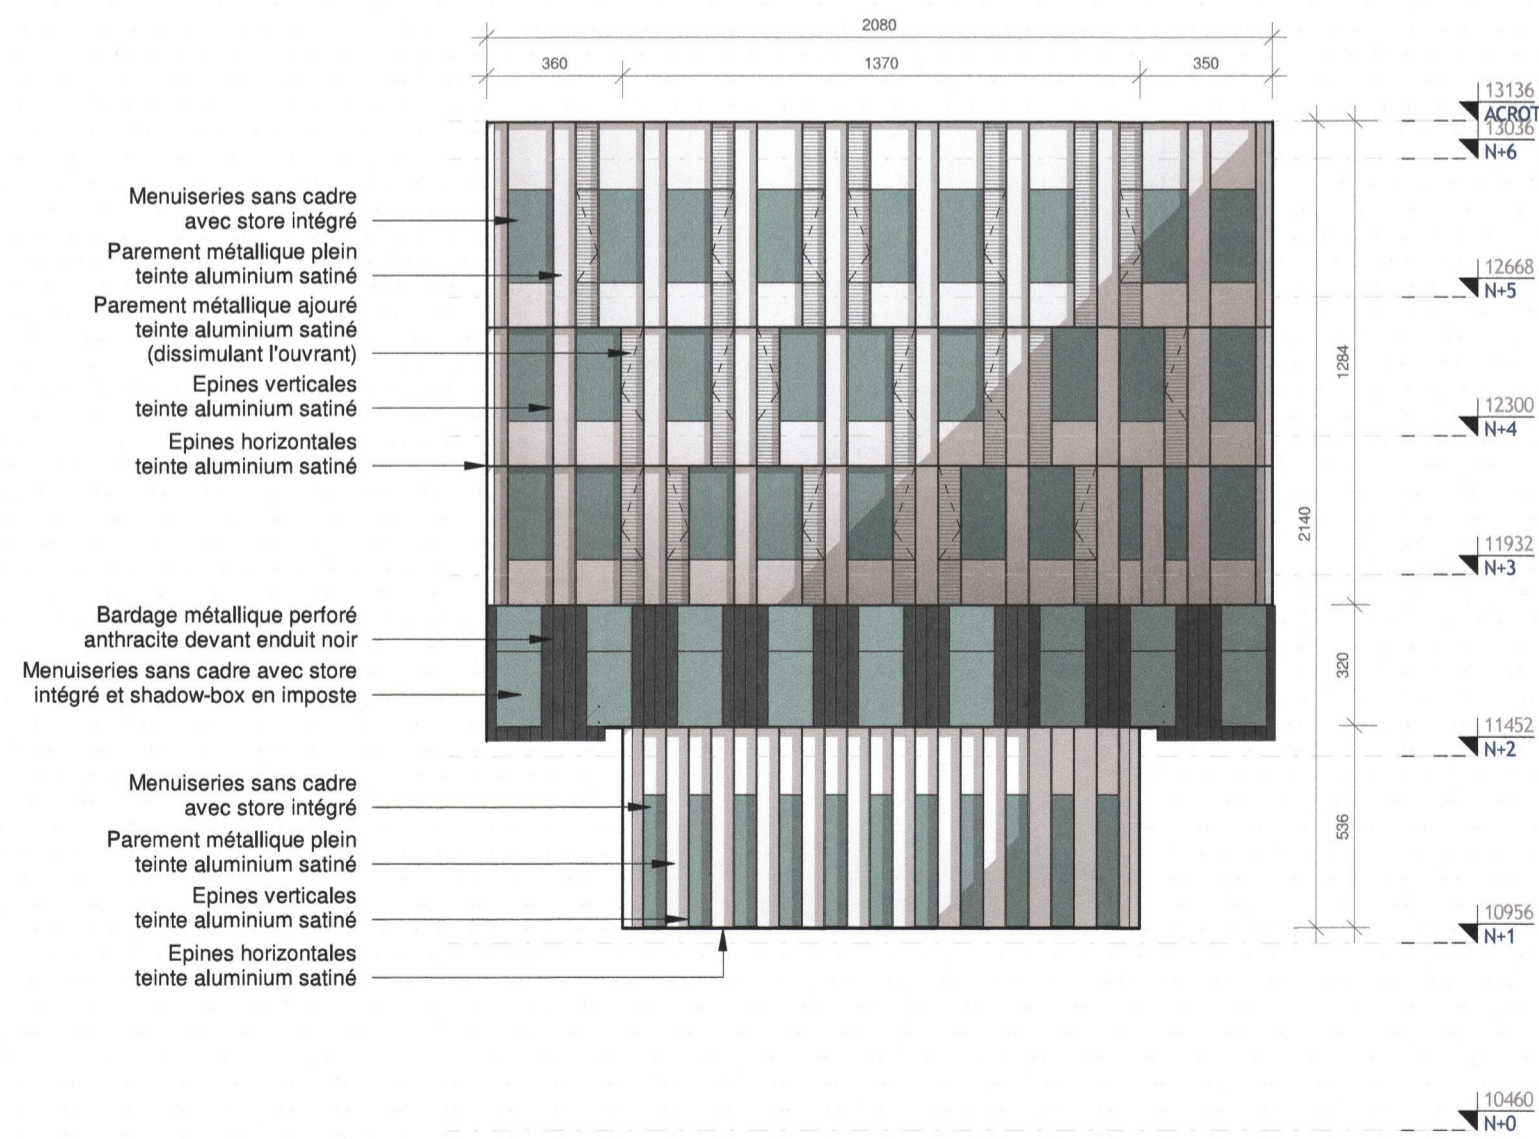 2080
360
1370
350
13136
ACROT
13036
N+6
Menuiseries sans cadre
avec store intégré
Parement métallique plein
teinte aluminium satiné
12668
N+5
Parement métallique ajouré
teinte aluminium satiné
(dissimulant l'ouvrant)
1284
Epines verticales
teinte aluminium satiné
12300
N+4
Epines horizontales
teinte aluminium satiné
2140
11932
N+3
Bardage métallique perforé
anthracite devant enduit noir
Menuiseries sans cadre avec store
intégré et shadow-box en imposte
320
11452
N+2
Menuiseries sans cadre
avec store intégré
Parement métallique plein
teinte aluminium satiné
536
Epines verticales
teinte aluminium satiné
10956
N+1
Epines horizontales
teinte aluminium satiné
10460
N+0